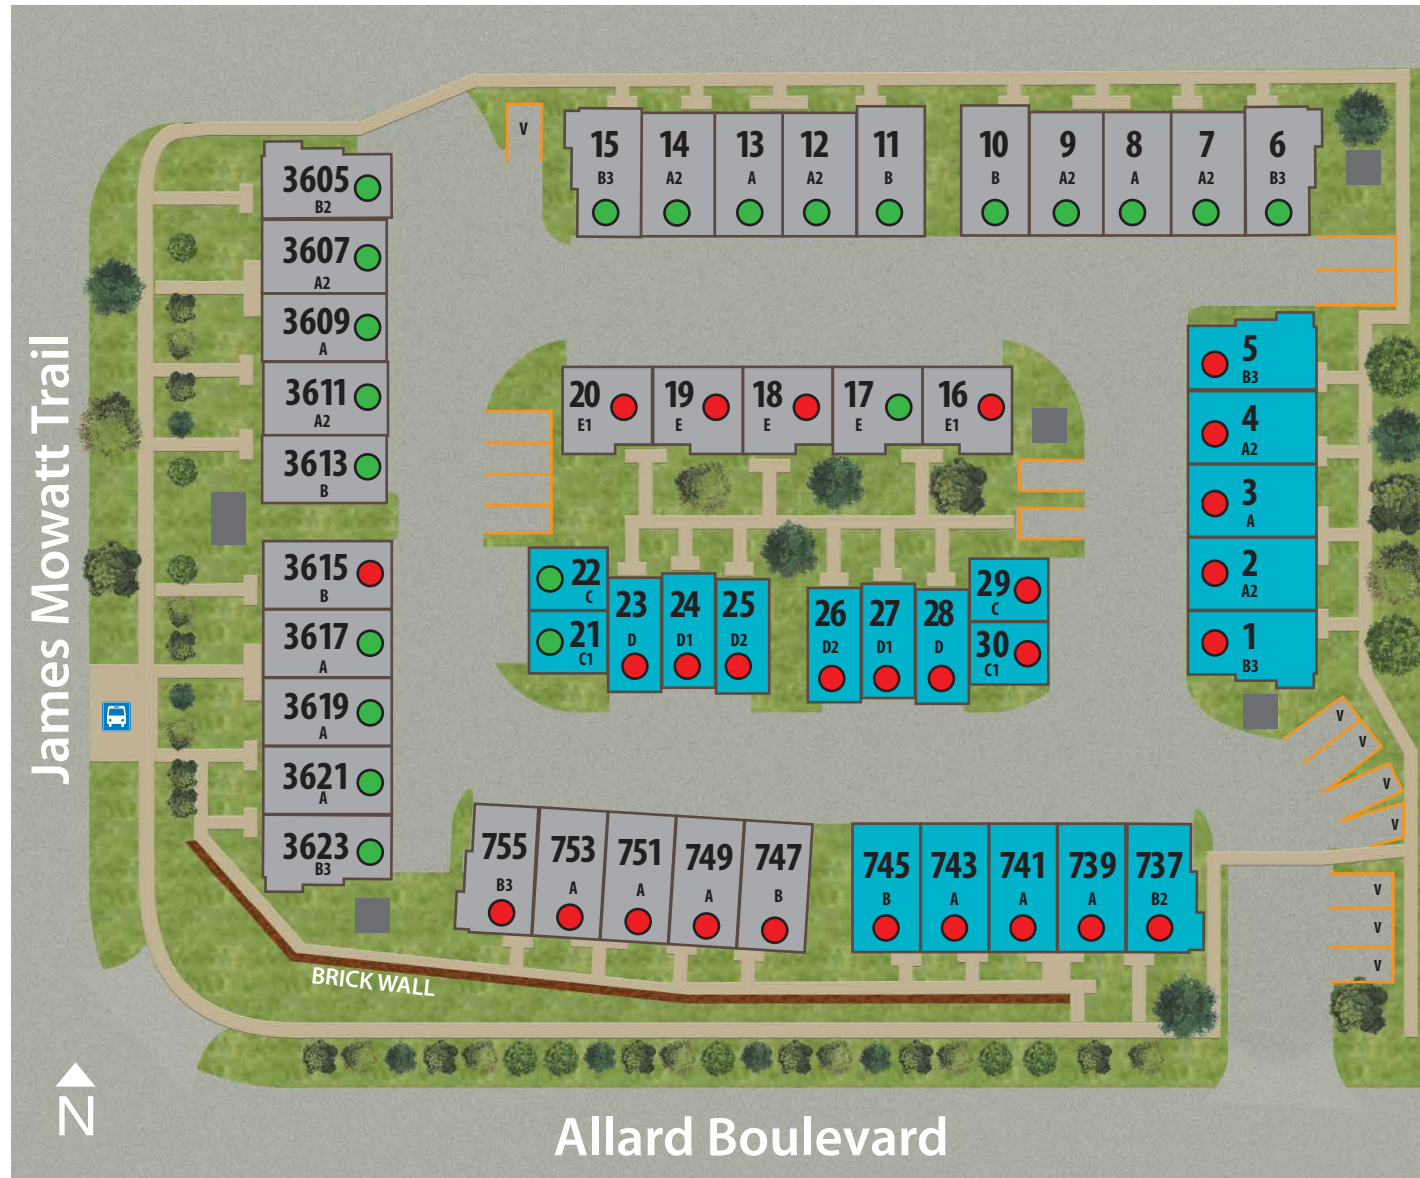 V
15
B3
14
A2
13
A
12
A2
11
B
10
B
9
A2
8
A
7
A2
6
B3
3605
B2
3607
A2
3609
A
3611
A2
3613
B
3615
B
3617
A
3619
A
3621
A
3623
B3
James Mowatt Trail
20
E1
19
E
18
E
17
E
16
E1
5
B3
4
A2
3
A
2
A2
1
B3
22
C
21
C1
23
D
24
D1
25
D2
26
D2
27
D1
28
D
29
C
30
C1
V
V
V
V
755
B3
753
A
751
A
749
A
747
B
745
B
743
A
741
A
739
A
737
B2
V
V
V
BRICK WALL
N
Allard Boulevard